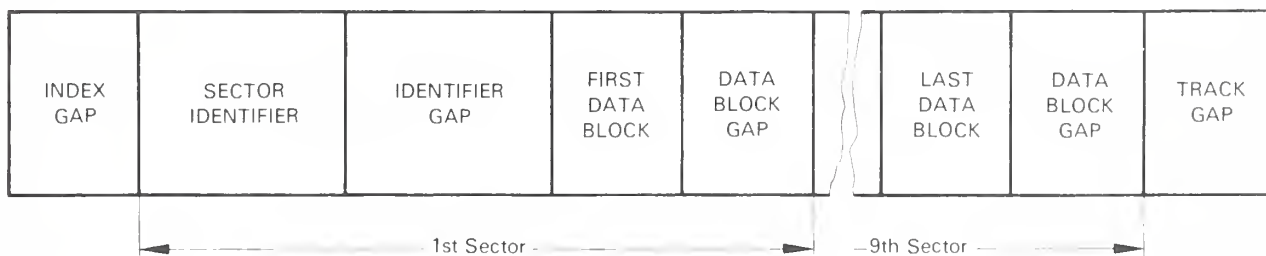 INDEX
GAP
SECTOR
IDENTIFIER
IDENTIFIER
GAP
FIRST
DATA
BLOCK
DATA
BLOCK
GAP
LAST
DATA
BLOCK
DATA
BLOCK
GAP
TRACK
GAP
1st Sector
9th Sector